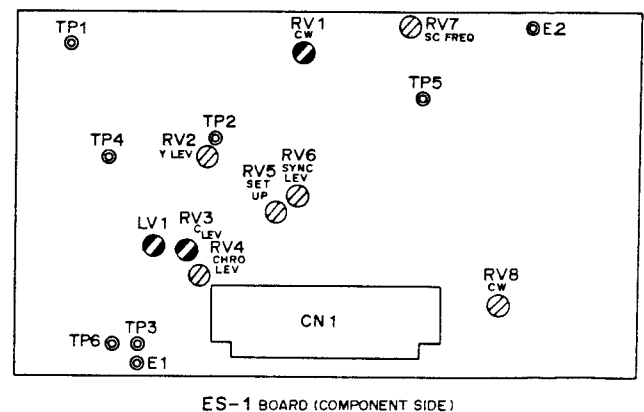 TP1
RV1
CW
RV7
SC FREQ
E2
TP5
TP2
RV2
Y LEV
TP4
RV6
SYNC
LEV
RV5
SET
UP
LV1
RV3
C LEV
RV4
CHRO
LEV
RV8
CW
CN1
TP6
TP3
E1
ES-1 BOARD (COMPONENT SIDE)